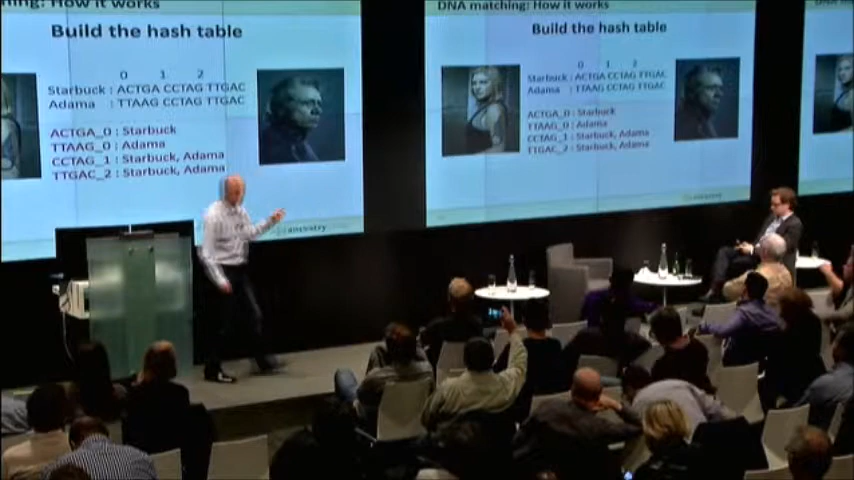 ning: How it works
Build the hash table
0 1 2
Starbuck : ACTGA CCTAG TTGAC
Adama : TTAAG CCTAG TTGAC
ACTGA_0 : Starbuck
TTAAG_0 : Adama
CCTAG_1 : Starbuck, Adama
TTGAC_2 : Starbuck, Adama
ancestry
DNA matching: How it works
Build the hash table
0 1 2
Starbuck : ACTGA CCTAG TTGAC
Adama : TTAAG CCTAG TTGAC
ACTGA_0 : Starbuck
TTAAG_0 : Adama
CCTAG_1 : Starbuck, Adama
TTGAC_2 : Starbuck, Adama
ancestry